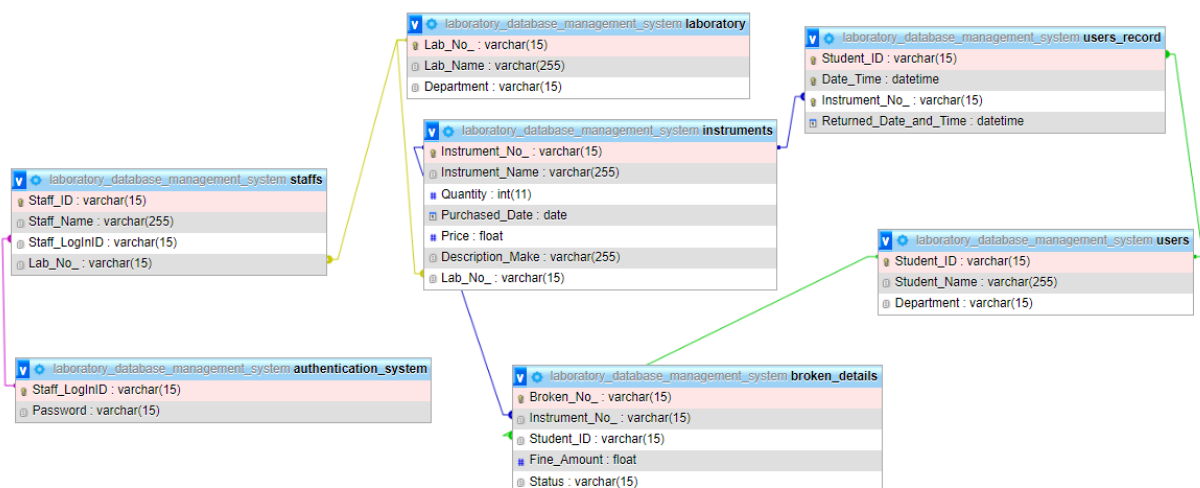 laboratory_database_management_system laboratory
Lab_No_ : varchar(15)
Lab_Name : varchar(255)
Department : varchar(15)
laboratory_database_management_system users_record
Student_ID : varchar(15)
Date_Time : datetime
Instrument_No_ : varchar(15)
Returned_Date_and_Time : datetime
laboratory_database_management_system instruments
Instrument_No_ : varchar(15)
Instrument_Name : varchar(255)
# Quantity : int(11)
Purchased_Date : date
# Price : float
Description_Make : varchar(255)
Lab_No_ : varchar(15)
laboratory_database_management_system staffs
Staff_ID : varchar(15)
Staff_Name : varchar(255)
Staff_LogInID : varchar(15)
Lab_No_ : varchar(15)
laboratory_database_management_system users
Student_ID : varchar(15)
Student_Name : varchar(255)
Department : varchar(15)
laboratory_database_management_system authentication_system
Staff_LogInID : varchar(15)
Password : varchar(15)
laboratory_database_management_system broken_details
Broken_No_ : varchar(15)
Instrument_No_ : varchar(15)
Student_ID : varchar(15)
# Fine_Amount : float
Status : varchar(15)